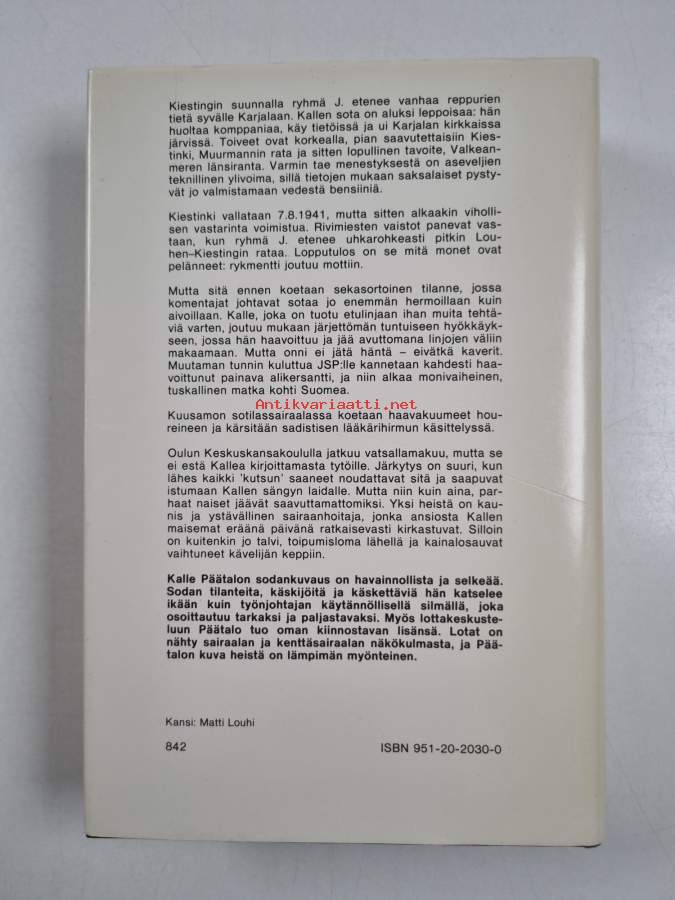 Kiestingin suunnalla ryhmä J. etenee vanhaa reppurien
tietä syvälle Karjalaan. Kallen sota on aluksi leppoisaa: hän
huoltaa komppaniaa, käy tietöissä ja ui Karjalan kirkkaissa
järvissä. Toiveet ovat korkealla, pian saavutettaisiin Kies-
tinki, Muurmannin rata ja sitten lopullinen tavoite, Valkean-
meren länsiranta. Varmin tae menestyksestä on aseveljien
teknillinen ylivoima, sillä tietojen mukaan saksalaiset pysty-
vät jo valmistamaan vedestä bensiiniä.
Kiestinki vallataan 7.8.1941, mutta sitten alkaakin viholli-
sen vastarinta voimistua. Rivimiesten vaistot panevat vas-
taan, kun ryhmä J. etenee uhkarohkeasti pitkin Lou-
hen–Kiestingin rataa. Lopputulos on se mitä monet ovat
pelänneet: rykmentti joutuu mottiin.
Mutta sitä ennen koetaan sekasortoinen tilanne, jossa
komentajat johtavat sotaa jo enemmän hermoillaan kuin
aivoillaan. Kalle, joka on tuotu etulinjaan ihan muita tehtä-
viä varten, joutuu mukaan järjettömän tuntuiseen hyökkäyk-
seen, jossa hän haavoittuu ja jää avuttomana linjojen väliin
makaamaan. Mutta onni ei jätä häntä – eivätkä kaverit.
Muutaman tunnin kuluttua JSP:lle kannetaan kahdesti haa-
voittunut painava alikersantti, ja niin alkaa monivaiheinen,
tuskallinen matka kohti Suomea.
Antikvariaatti.net
Kuusamon sotilassairaalassa koetaan haavakuumeet hou-
reineen ja kärsitään sadistisen lääkärihirmun käsittelyssä.
Oulun Keskuskansakoululla jatkuu vatsallamakuu, mutta se
ei estä Kallea kirjoittamasta tytöille. Järkytys on suuri, kun
lähes kaikki 'kutsun' saaneet noudattavat sitä ja saapuvat
istumaan Kallen sängyn laidalle. Mutta niin kuin aina, par-
haat naiset jäävät saavuttamattomiksi. Yksi heistä on kau-
nis ja ystävällinen sairaanhoitaja, jonka ansiosta Kallen
maisemat eräänä päivänä ratkaisevasti kirkastuvat. Silloin
on kuitenkin jo talvi, toipumisloma lähellä ja kainalosauvat
vaihtuneet kävelijän keppiin.
Kalle Päätalon sodankuvaus on havainnollista ja selkeää.
Sodan tilanteita, käskijöitä ja käskettäviä hän katselee
ikään kuin työnjohtajan käytännöllisellä silmällä, joka
osoittautuu tarkaksi ja paljastavaksi. Myös lottakeskuste-
luun Päätalo tuo oman kiinnostavan lisänsä. Lotat on
nähty sairaalan ja kenttäsairaalan näkökulmasta, ja Pää-
talon kuva heistä on lämpimän myönteinen.
Kansi: Matti Louhi
842 ISBN 951-20-2030-0